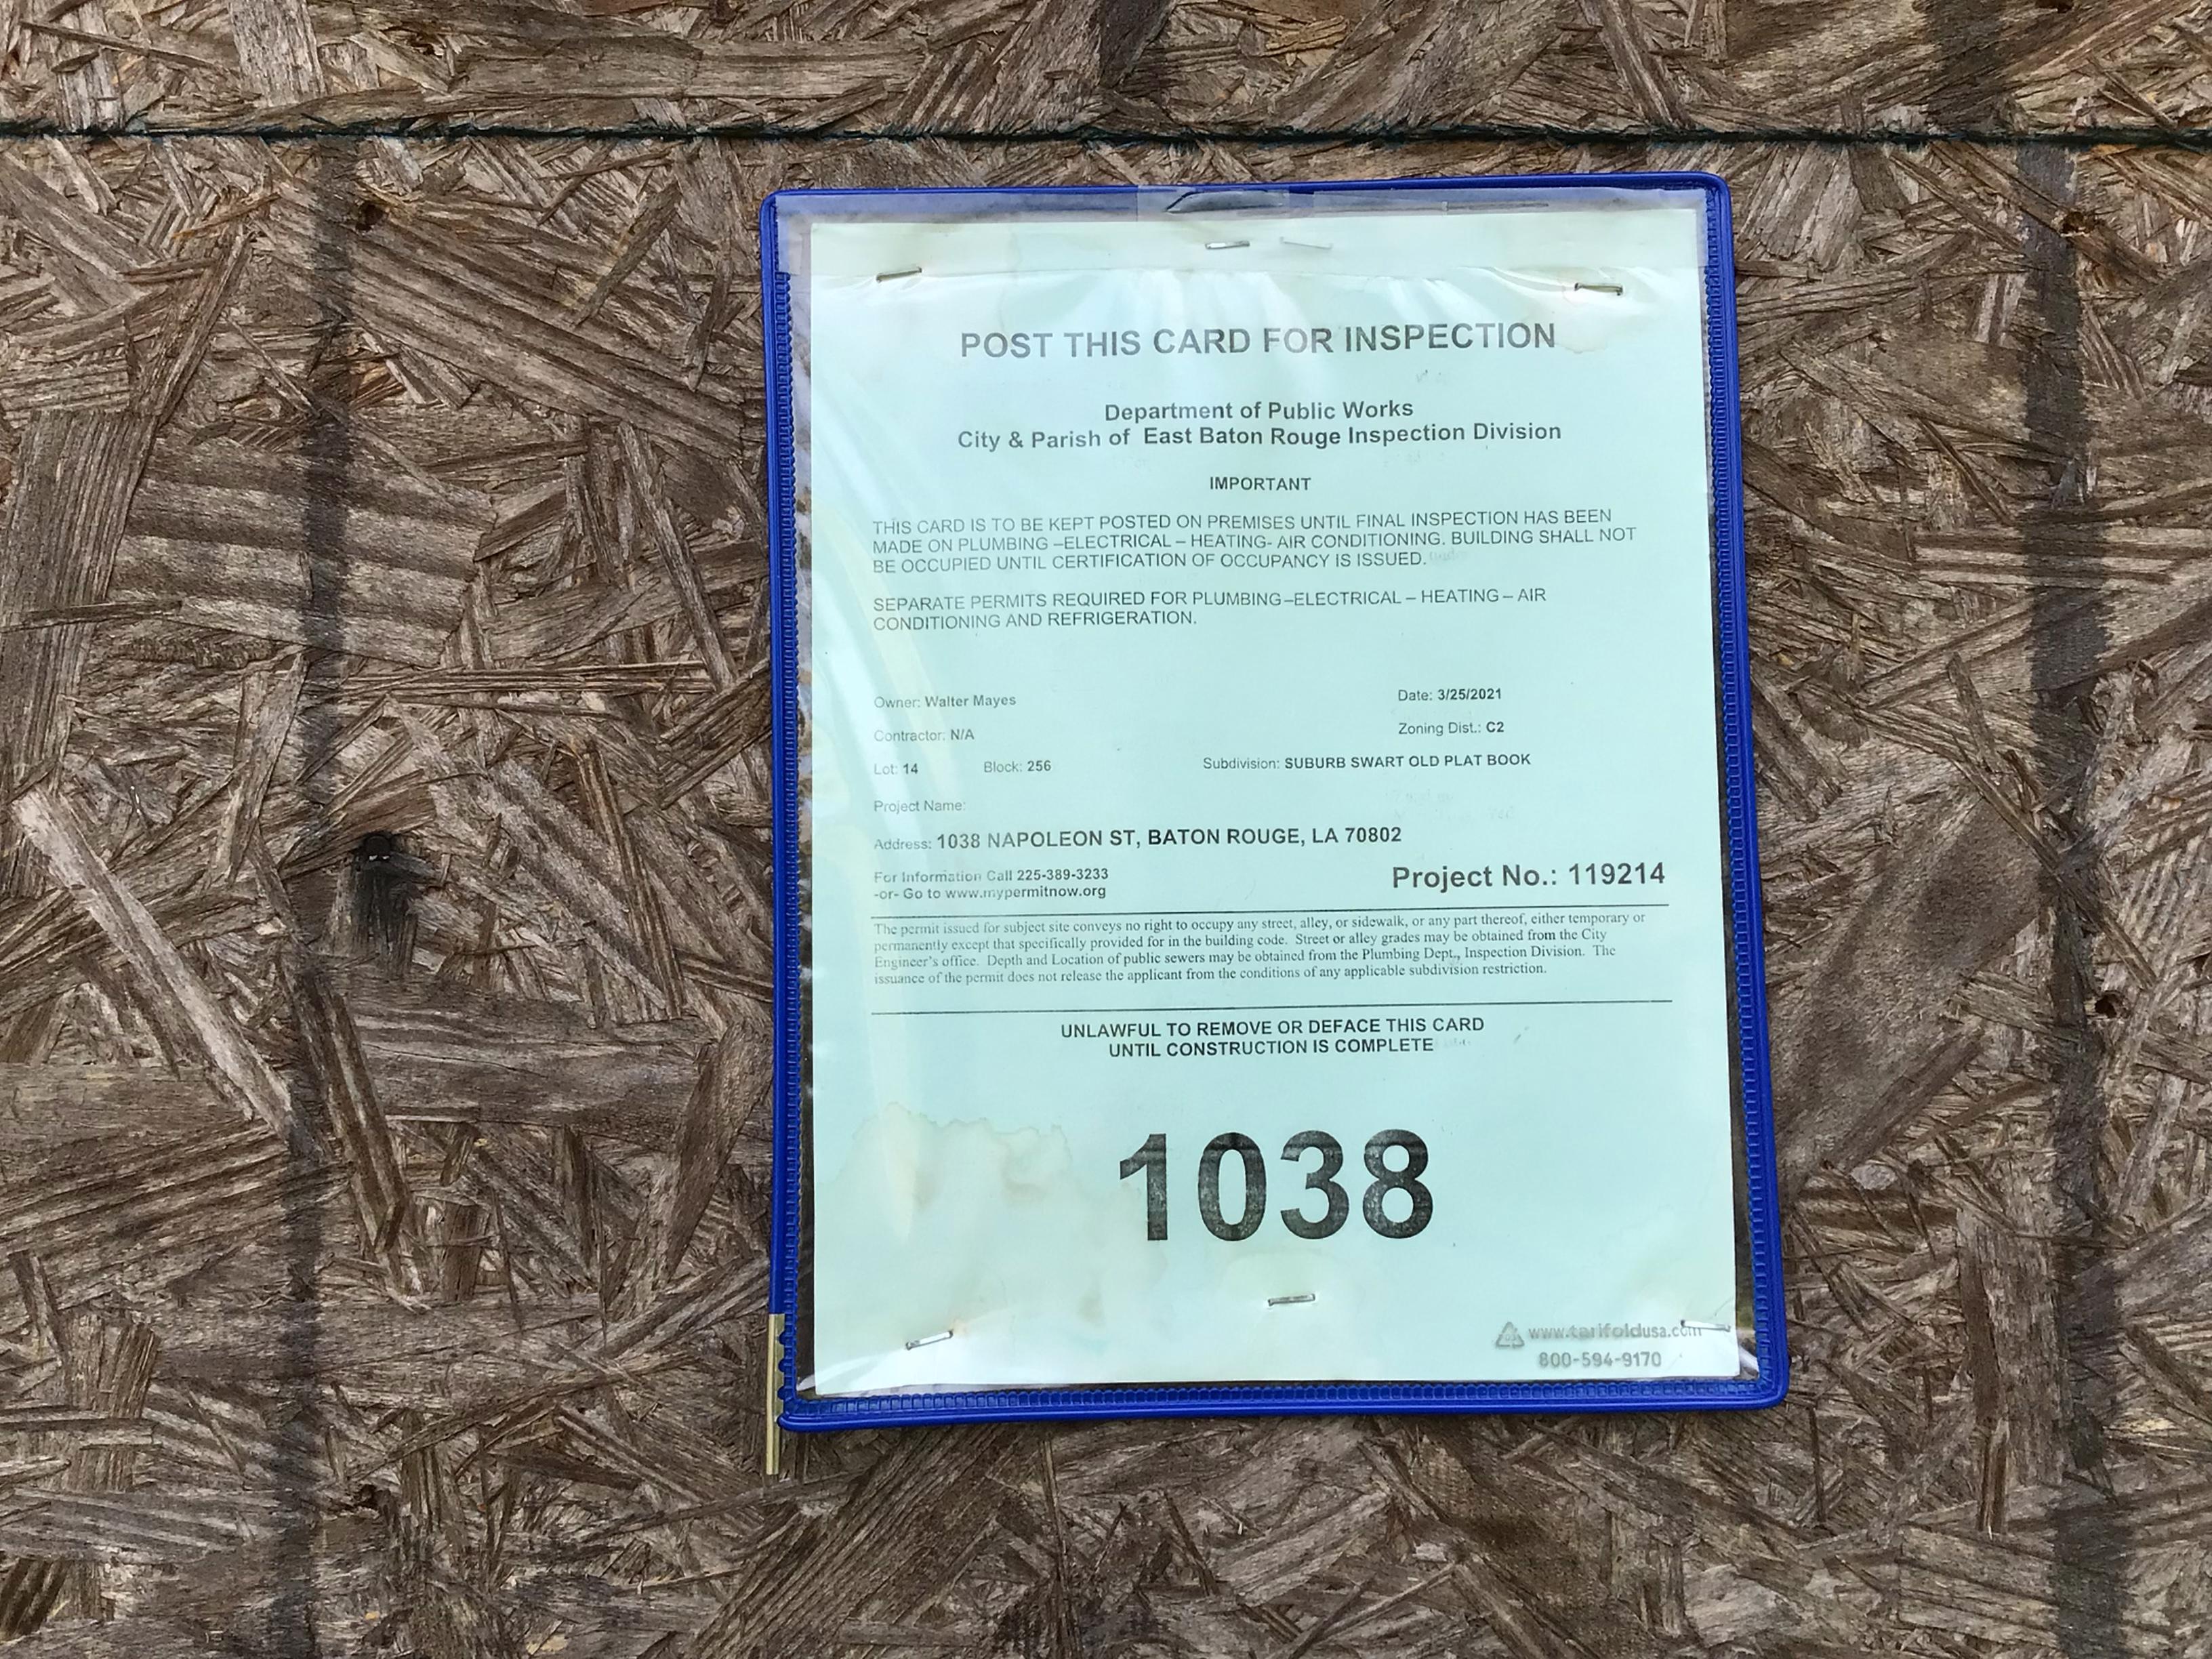 POST THIS CARD FOR INSPECTION
Department of Public Works
City & Parish of East Baton Rouge Inspection Division
IMPORTANT
THIS CARD IS TO BE KEPT POSTED ON PREMISES UNTIL FINAL INSPECTION HAS BEEN
MADE ON PLUMBING –ELECTRICAL – HEATING- AIR CONDITIONING. BUILDING SHALL NOT
BE OCCUPIED UNTIL CERTIFICATION OF OCCUPANCY IS ISSUED.
SEPARATE PERMITS REQUIRED FOR PLUMBING –ELECTRICAL – HEATING – AIR
CONDITIONING AND REFRIGERATION.
Owner: Walter Mayes Date: 3/25/2021
Contractor: N/A Zoning Dist.: C2
Lot: 14 Block: 256 Subdivision: SUBURB SWART OLD PLAT BOOK
Project Name:
Address: 1038 NAPOLEON ST, BATON ROUGE, LA 70802
For Information Call 225-389-3233
-or- Go to www.mypermitnow.org
Project No.: 119214
The permit issued for subject site conveys no right to occupy any street, alley, or sidewalk, or any part thereof, either temporary or
permanently except that specifically provided for in the building code. Street or alley grades may be obtained from the City
Engineer's office. Depth and Location of public sewers may be obtained from the Plumbing Dept., Inspection Division. The
issuance of the permit does not release the applicant from the conditions of any applicable subdivision restriction.
UNLAWFUL TO REMOVE OR DEFACE THIS CARD
UNTIL CONSTRUCTION IS COMPLETE
1038
www.tarifoldusa.com
800-594-9170